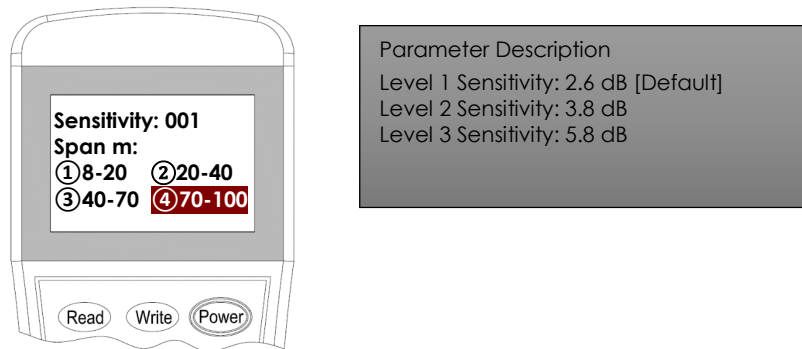 Sensitivity: 001
Span m:
①8-20 ②20-40
③40-70 ④70-100
Read Write Power
Parameter Description
Level 1 Sensitivity: 2.6 dB [Default]
Level 2 Sensitivity: 3.8 dB
Level 3 Sensitivity: 5.8 dB